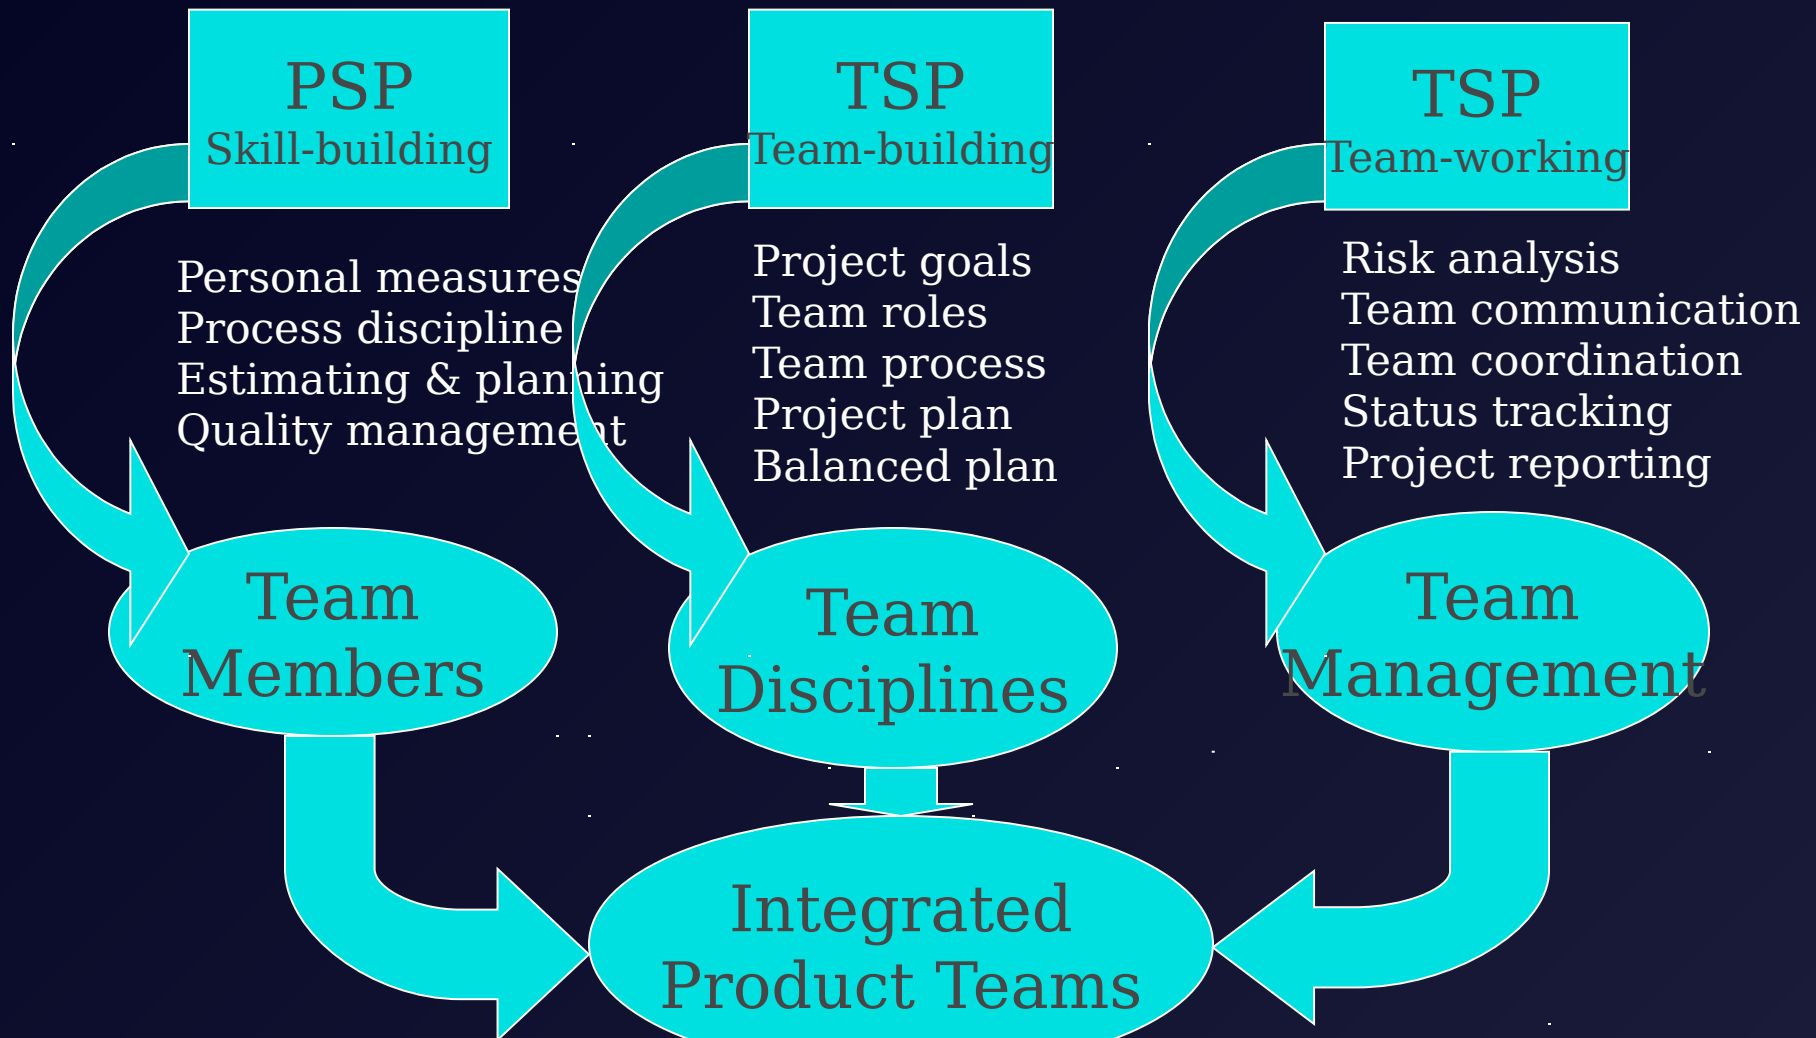 PSP
Skill-building
TSP
Team-building
TSP
Team-working
Personal measures
Process discipline
Estimating & planning
Quality management
Project goals
Team roles
Team process
Project plan
Balanced plan
Risk analysis
Team communication
Team coordination
Status tracking
Project reporting
Team
Members
Team
Disciplines
Team
Management
Integrated
Product Teams